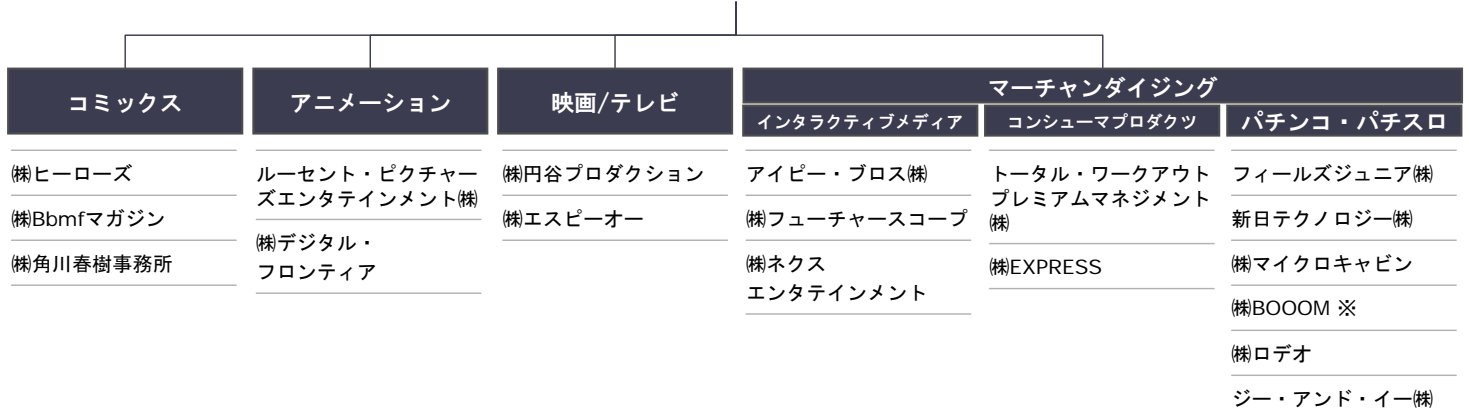 コミックス
㈱ヒーローズ
㈱Bbmfマガジン
㈱角川春樹事務所
アニメーション
ルーセント・ピクチャー
ズエンタテインメント㈱
㈱デジタル・
フロンティア
映画/テレビ
㈱円谷プロダクション
㈱エスピーオー
マーチャンダイジング
インタラクティブメディア
アイピー・ブロス㈱
㈱フューチャースコープ
㈱ネクス
エンタテインメント
コンシューマプロダクツ
トータル・ワークアウト
プレミアムマネジメント
㈱
㈱EXPRESS
パチンコ・パチスロ
フィールズジュニア㈱
新日テクノロジー㈱
㈱マイクロキャビン
㈱BOOOM ※
㈱ロデオ
ジー・アンド・イー㈱